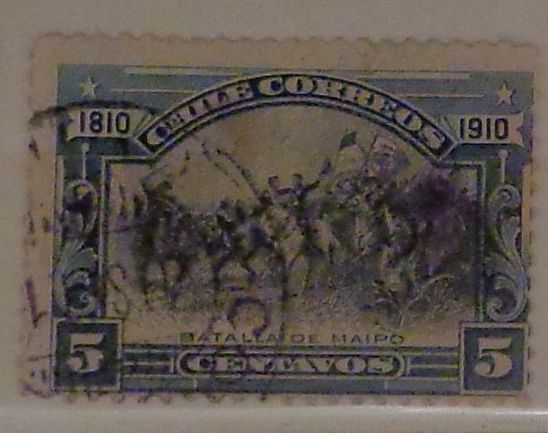 CHILE CORREOS
1810 1910
BATALLA DE MAIPO
5 CENTAVOS 5